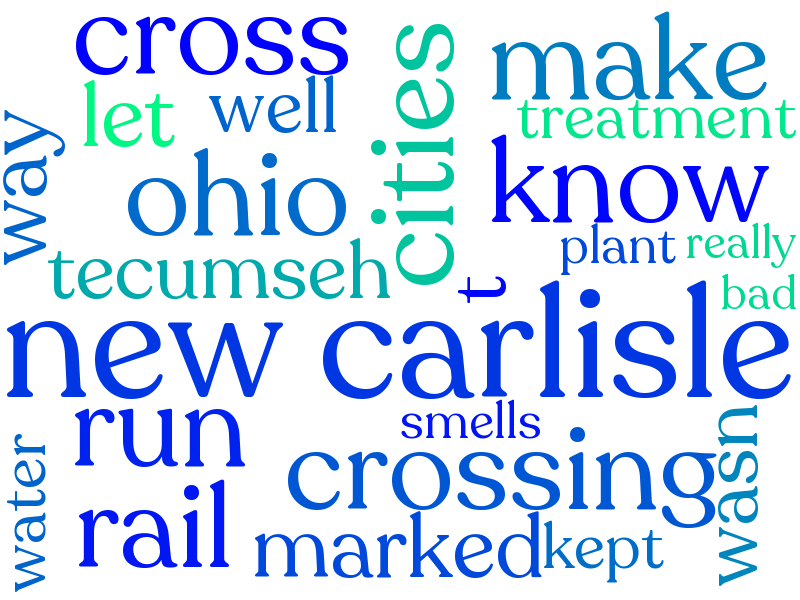 cross
cities
make
let
well
treatment
way
ohio
know
plant
really
tecumseh
t
bad
new carlisle
run
smells
wasn
water
crossing
rail
marked
kept